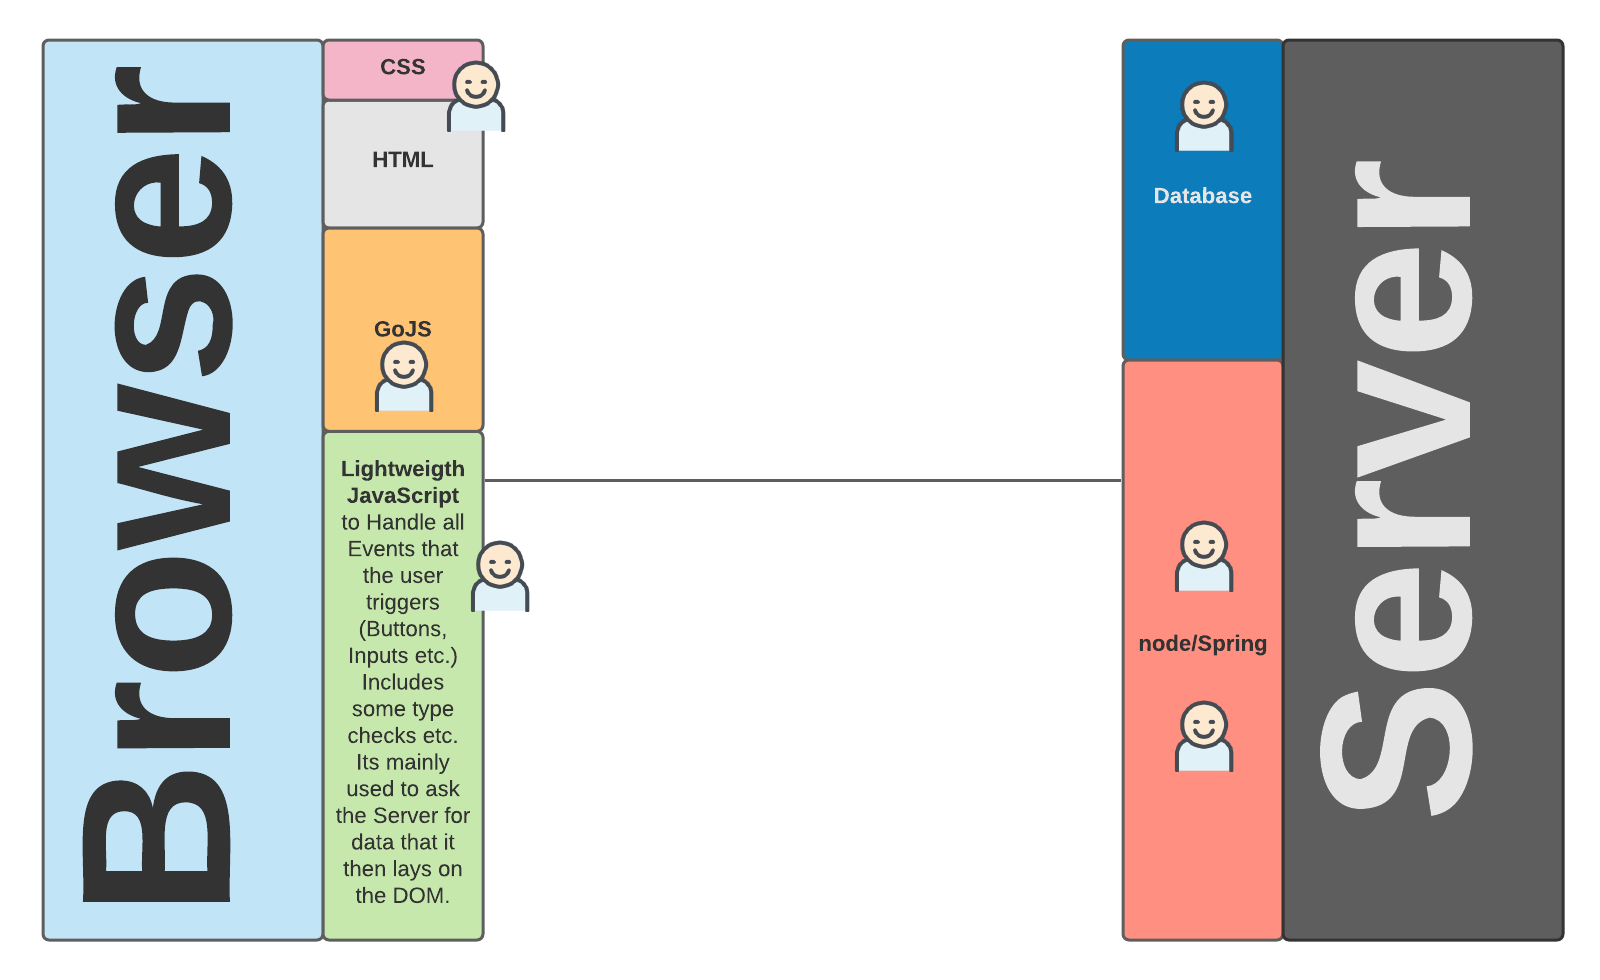 Browser
CSS
HTML
GoJS
Lightweigth
JavaScript
to Handle all
Events that
the user
triggers
(Buttons,
Inputs etc.)
Includes
some type
checks etc.
Its mainly
used to ask
the Server for
data that it
then lays on
the DOM.
Database
node/Spring
Server